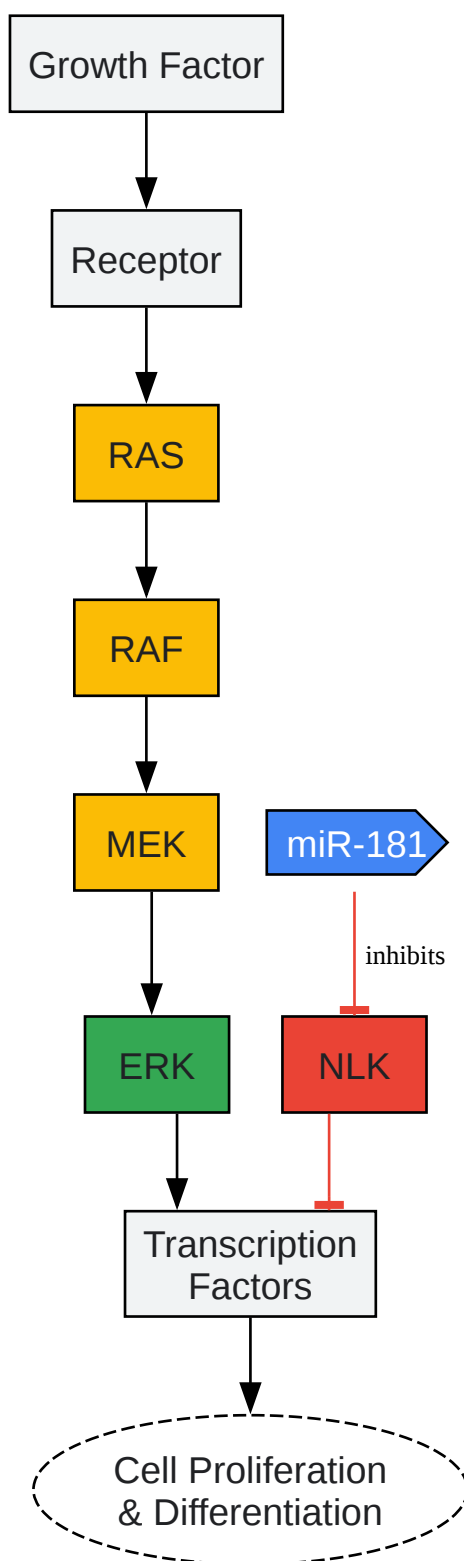 Growth Factor
Receptor
RAS
RAF
MEK
miR-181
inhibits
ERK
NLK
Transcription
Factors
Cell Proliferation
& Differentiation